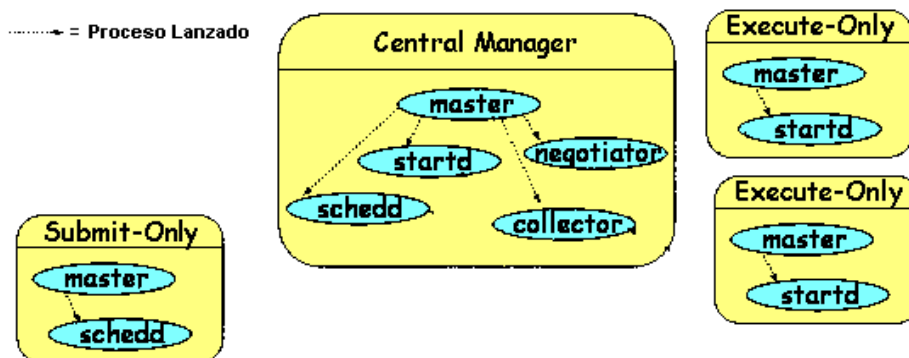 = Proceso Lanzado
Central Manager
master
startd
negotiator
schedd
collector
Execute-Only
master
startd
Execute-Only
master
startd
Submit-Only
master
schedd